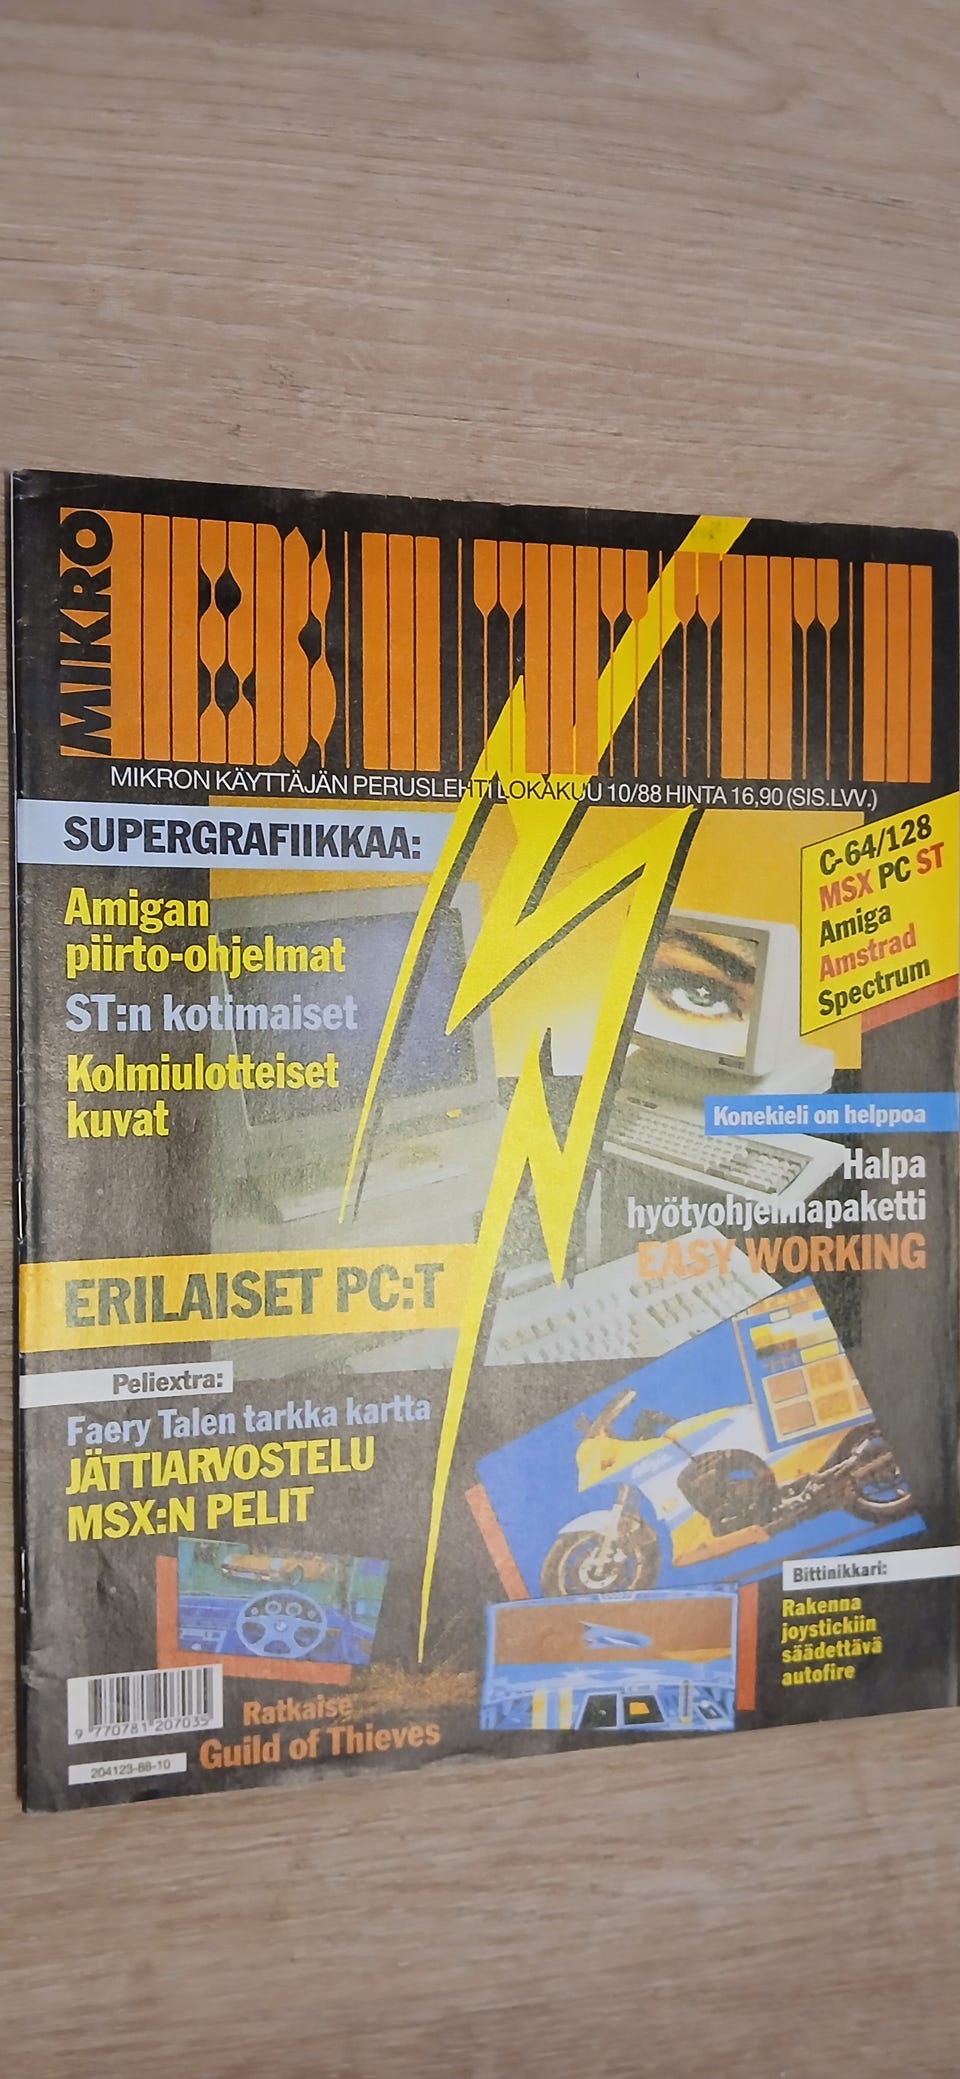 MIKRO
BITTI
MIKRON KÄYTTÄJÄN PERUSLEHTI LOKAKUU 10/88 HINTA 16,90 (SIS.LVV.)
SUPERGRAFIIKKAA:
Amigan
piirto-ohjelmat
ST:n kotimaiset
Kolmiulotteiset
kuvat
C-64/128
MSX PC ST
Amiga
Amstrad
Spectrum
Konekieli on helppoa
Halpa
hyötyohjelmapaketti
EASY WORKING
ERILAISET PC:T
Peliextra:
Faery Talen tarkka kartta
JÄTTIARVOSTELU
MSX:N PELIT
Bittinikkari:
Rakenna
joystickiin
säädettävä
autofire
Ratkaise
Guild of Thieves
9 770781 207035
204123-88-10